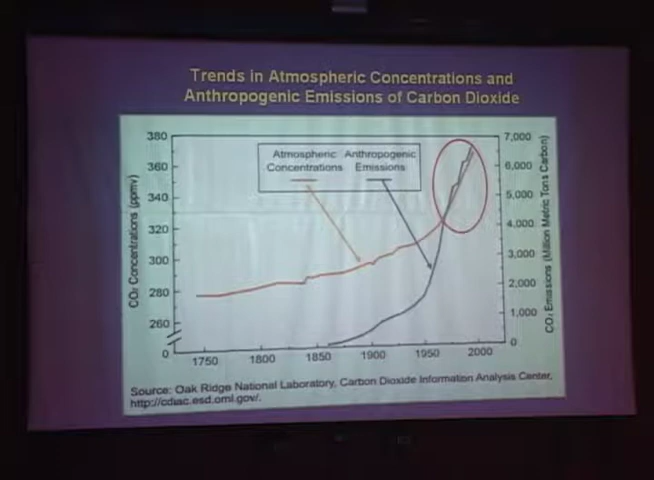 Trends in Atmospheric Concentrations and
Anthropogenic Emissions of Carbon Dioxide
380
360
340
320
300
280
260
0
CO₂ Concentrations (ppmv)
Atmospheric Concentrations
Anthropogenic Emissions
7,000
6,000
5,000
4,000
3,000
2,000
1,000
0
CO₂ Emissions (Million Metric Tons Carbon)
1750 1800 1850 1900 1950 2000
Source: Oak Ridge National Laboratory, Carbon Dioxide Information Analysis Center,
http://cdiac.esd.ornl.gov/.